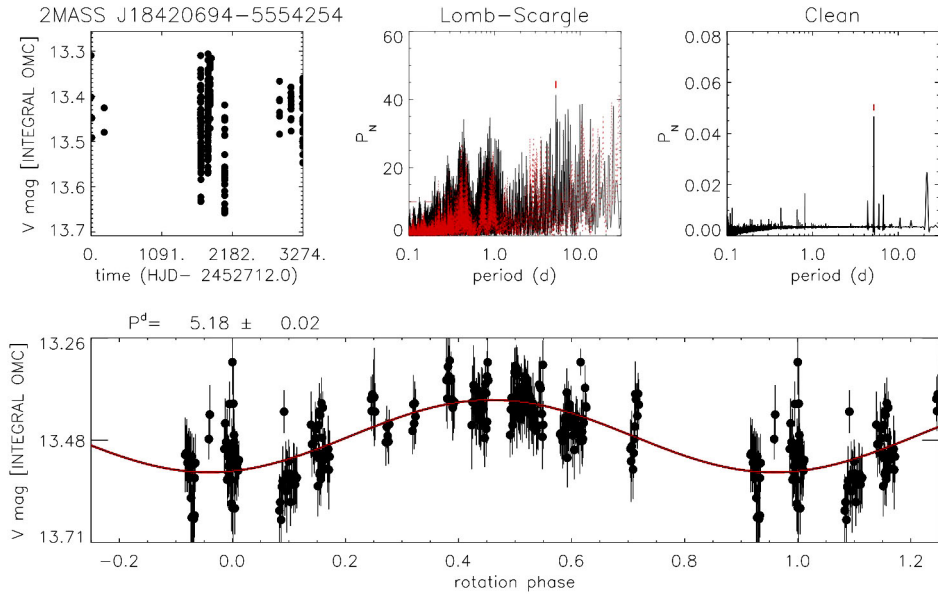 2MASS J18420694-5554254
Lomb-Scargle
Clean
13.3
13.4
13.5
13.6
13.7
V mag [INTEGRAL OMC]
0.
1091.
2182.
3274.
time (HJD- 2452712.0)
60
40
20
0
P_N
0.1
1.0
10.0
period (d)
0.08
0.06
0.04
0.02
0.00
P_N
0.1
1.0
10.0
period (d)
P^d= 5.18 ± 0.02
13.26
13.48
13.71
V mag [INTEGRAL OMC]
-0.2
0.0
0.2
0.4
0.6
0.8
1.0
1.2
rotation phase